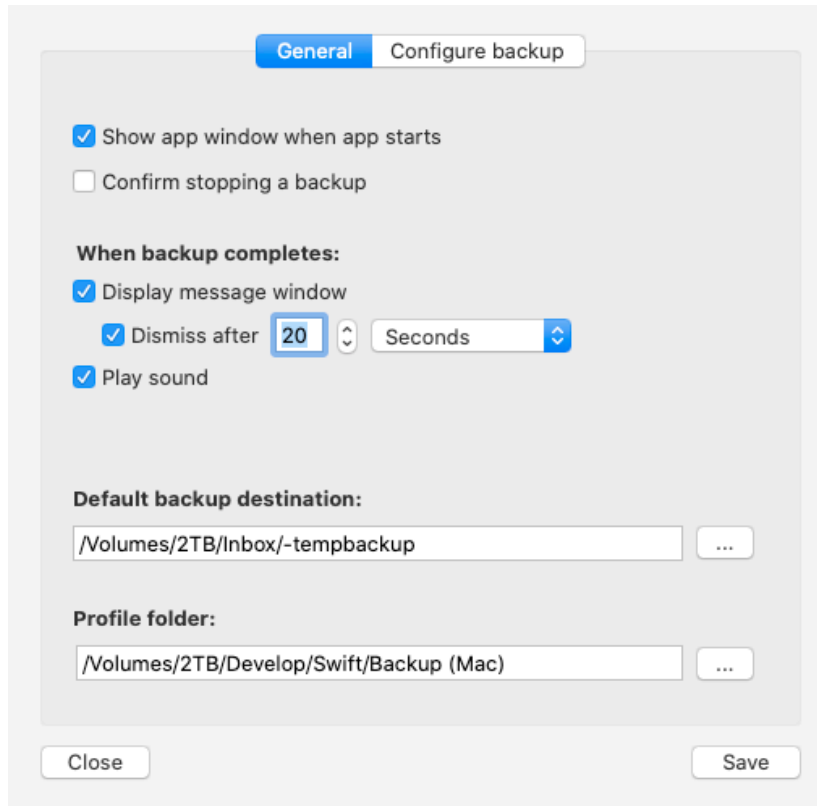 General Configure backup
Show app window when app starts
Confirm stopping a backup
When backup completes:
Display message window
Dismiss after 20 Seconds
Play sound
Default backup destination:
/Volumes/2TB/Inbox/-tempbackup ...
Profile folder:
/Volumes/2TB/Develop/Swift/Backup (Mac) ...
Close Save